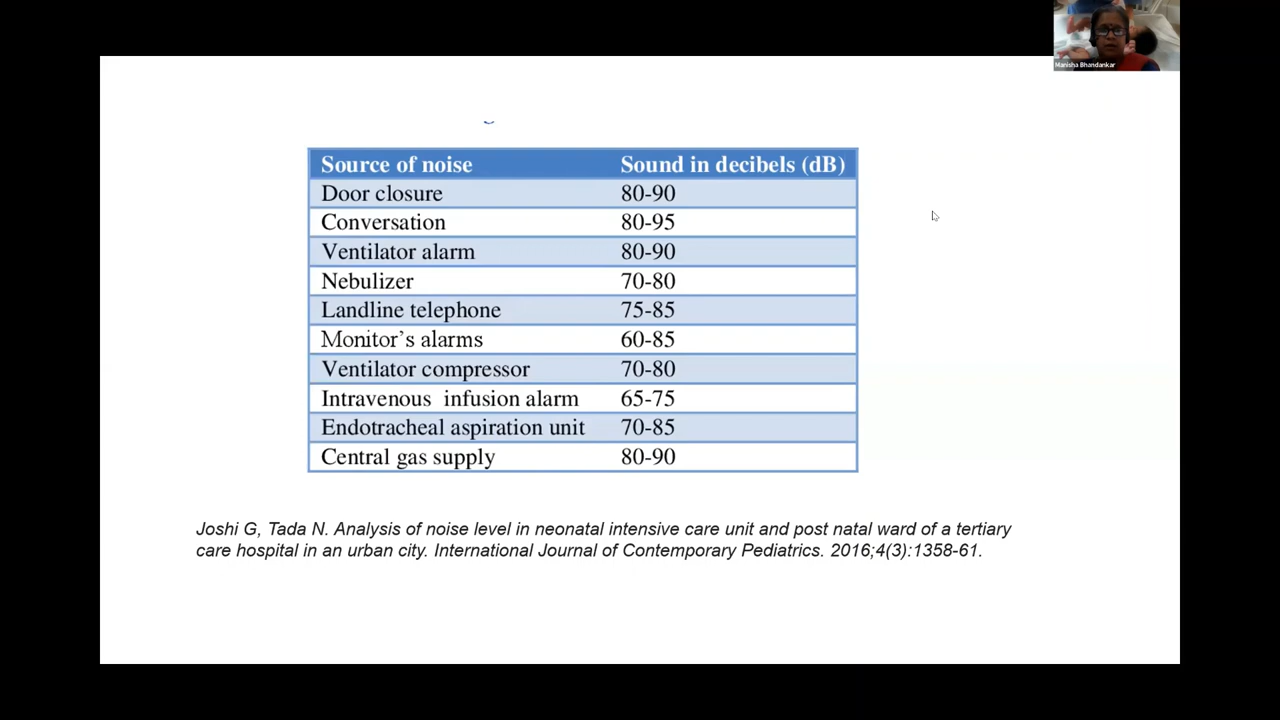 Manisha Bhandankar
Source of noise Sound in decibels (dB)
Door closure 80-90
Conversation 80-95
Ventilator alarm 80-90
Nebulizer 70-80
Landline telephone 75-85
Monitor’s alarms 60-85
Ventilator compressor 70-80
Intravenous infusion alarm 65-75
Endotracheal aspiration unit 70-85
Central gas supply 80-90
Joshi G, Tada N. Analysis of noise level in neonatal intensive care unit and post natal ward of a tertiary
care hospital in an urban city. International Journal of Contemporary Pediatrics. 2016;4(3):1358-61.